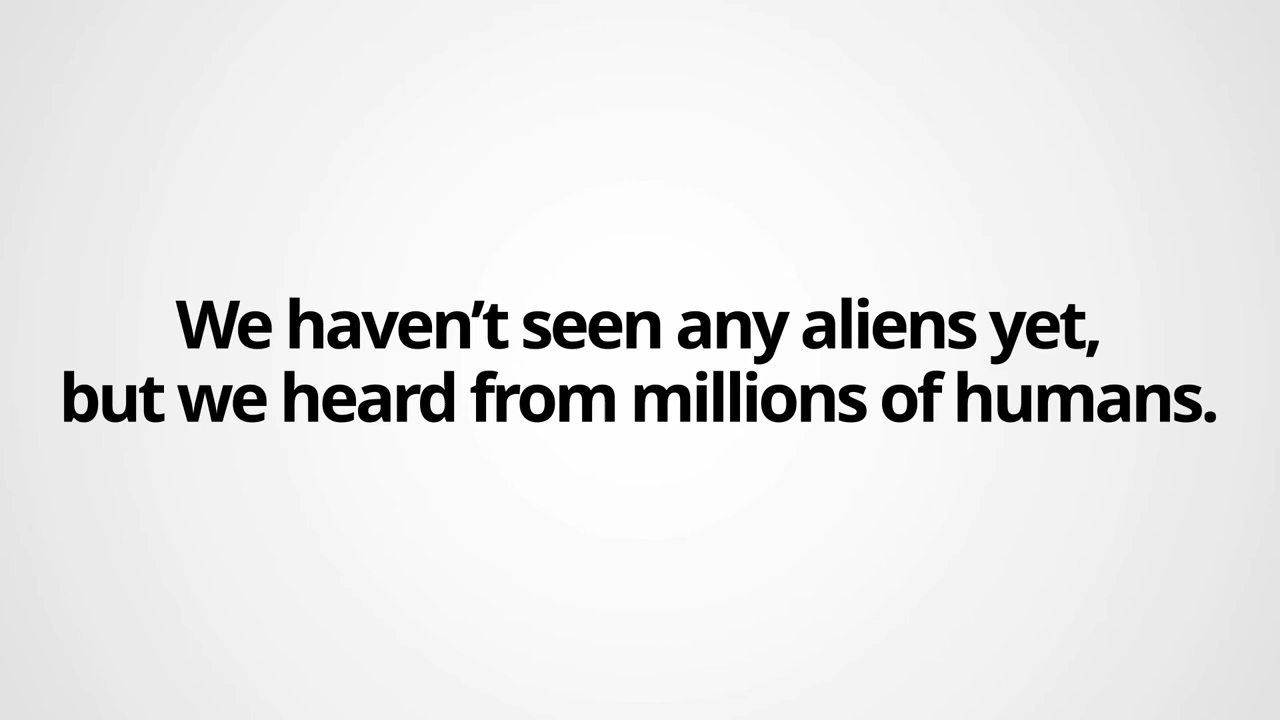 We haven’t seen any aliens yet,
but we heard from millions of humans.